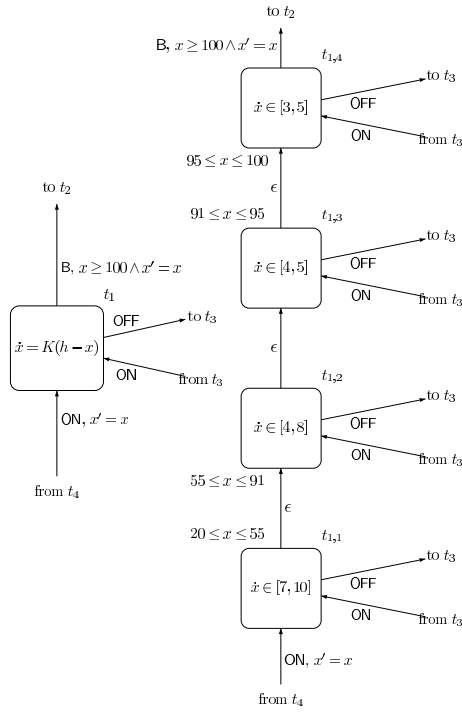 to t₂
B, x ≥ 100 ∧ x′ = x
t₁
ẋ = K(h − x)
OFF
to t₃
ON
from t₃
ON, x′ = x
from t₄
to t₂
B, x ≥ 100 ∧ x′ = x
t₁,₄
ẋ ∈ [3, 5]
to t₃
OFF
ON
from t₃
95 ≤ x ≤ 100
ϵ
91 ≤ x ≤ 95
t₁,₃
ẋ ∈ [4, 5]
to t₃
OFF
ON
from t₃
ϵ
t₁,₂
ẋ ∈ [4, 8]
to t₃
OFF
ON
from t₃
55 ≤ x ≤ 91
ϵ
20 ≤ x ≤ 55
t₁,₁
ẋ ∈ [7, 10]
to t₃
OFF
ON
from t₃
ON, x′ = x
from t₄